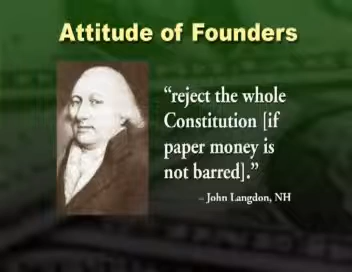 Attitude of Founders
“reject the whole
Constitution [if
paper money is
not barred].”
– John Langdon, NH